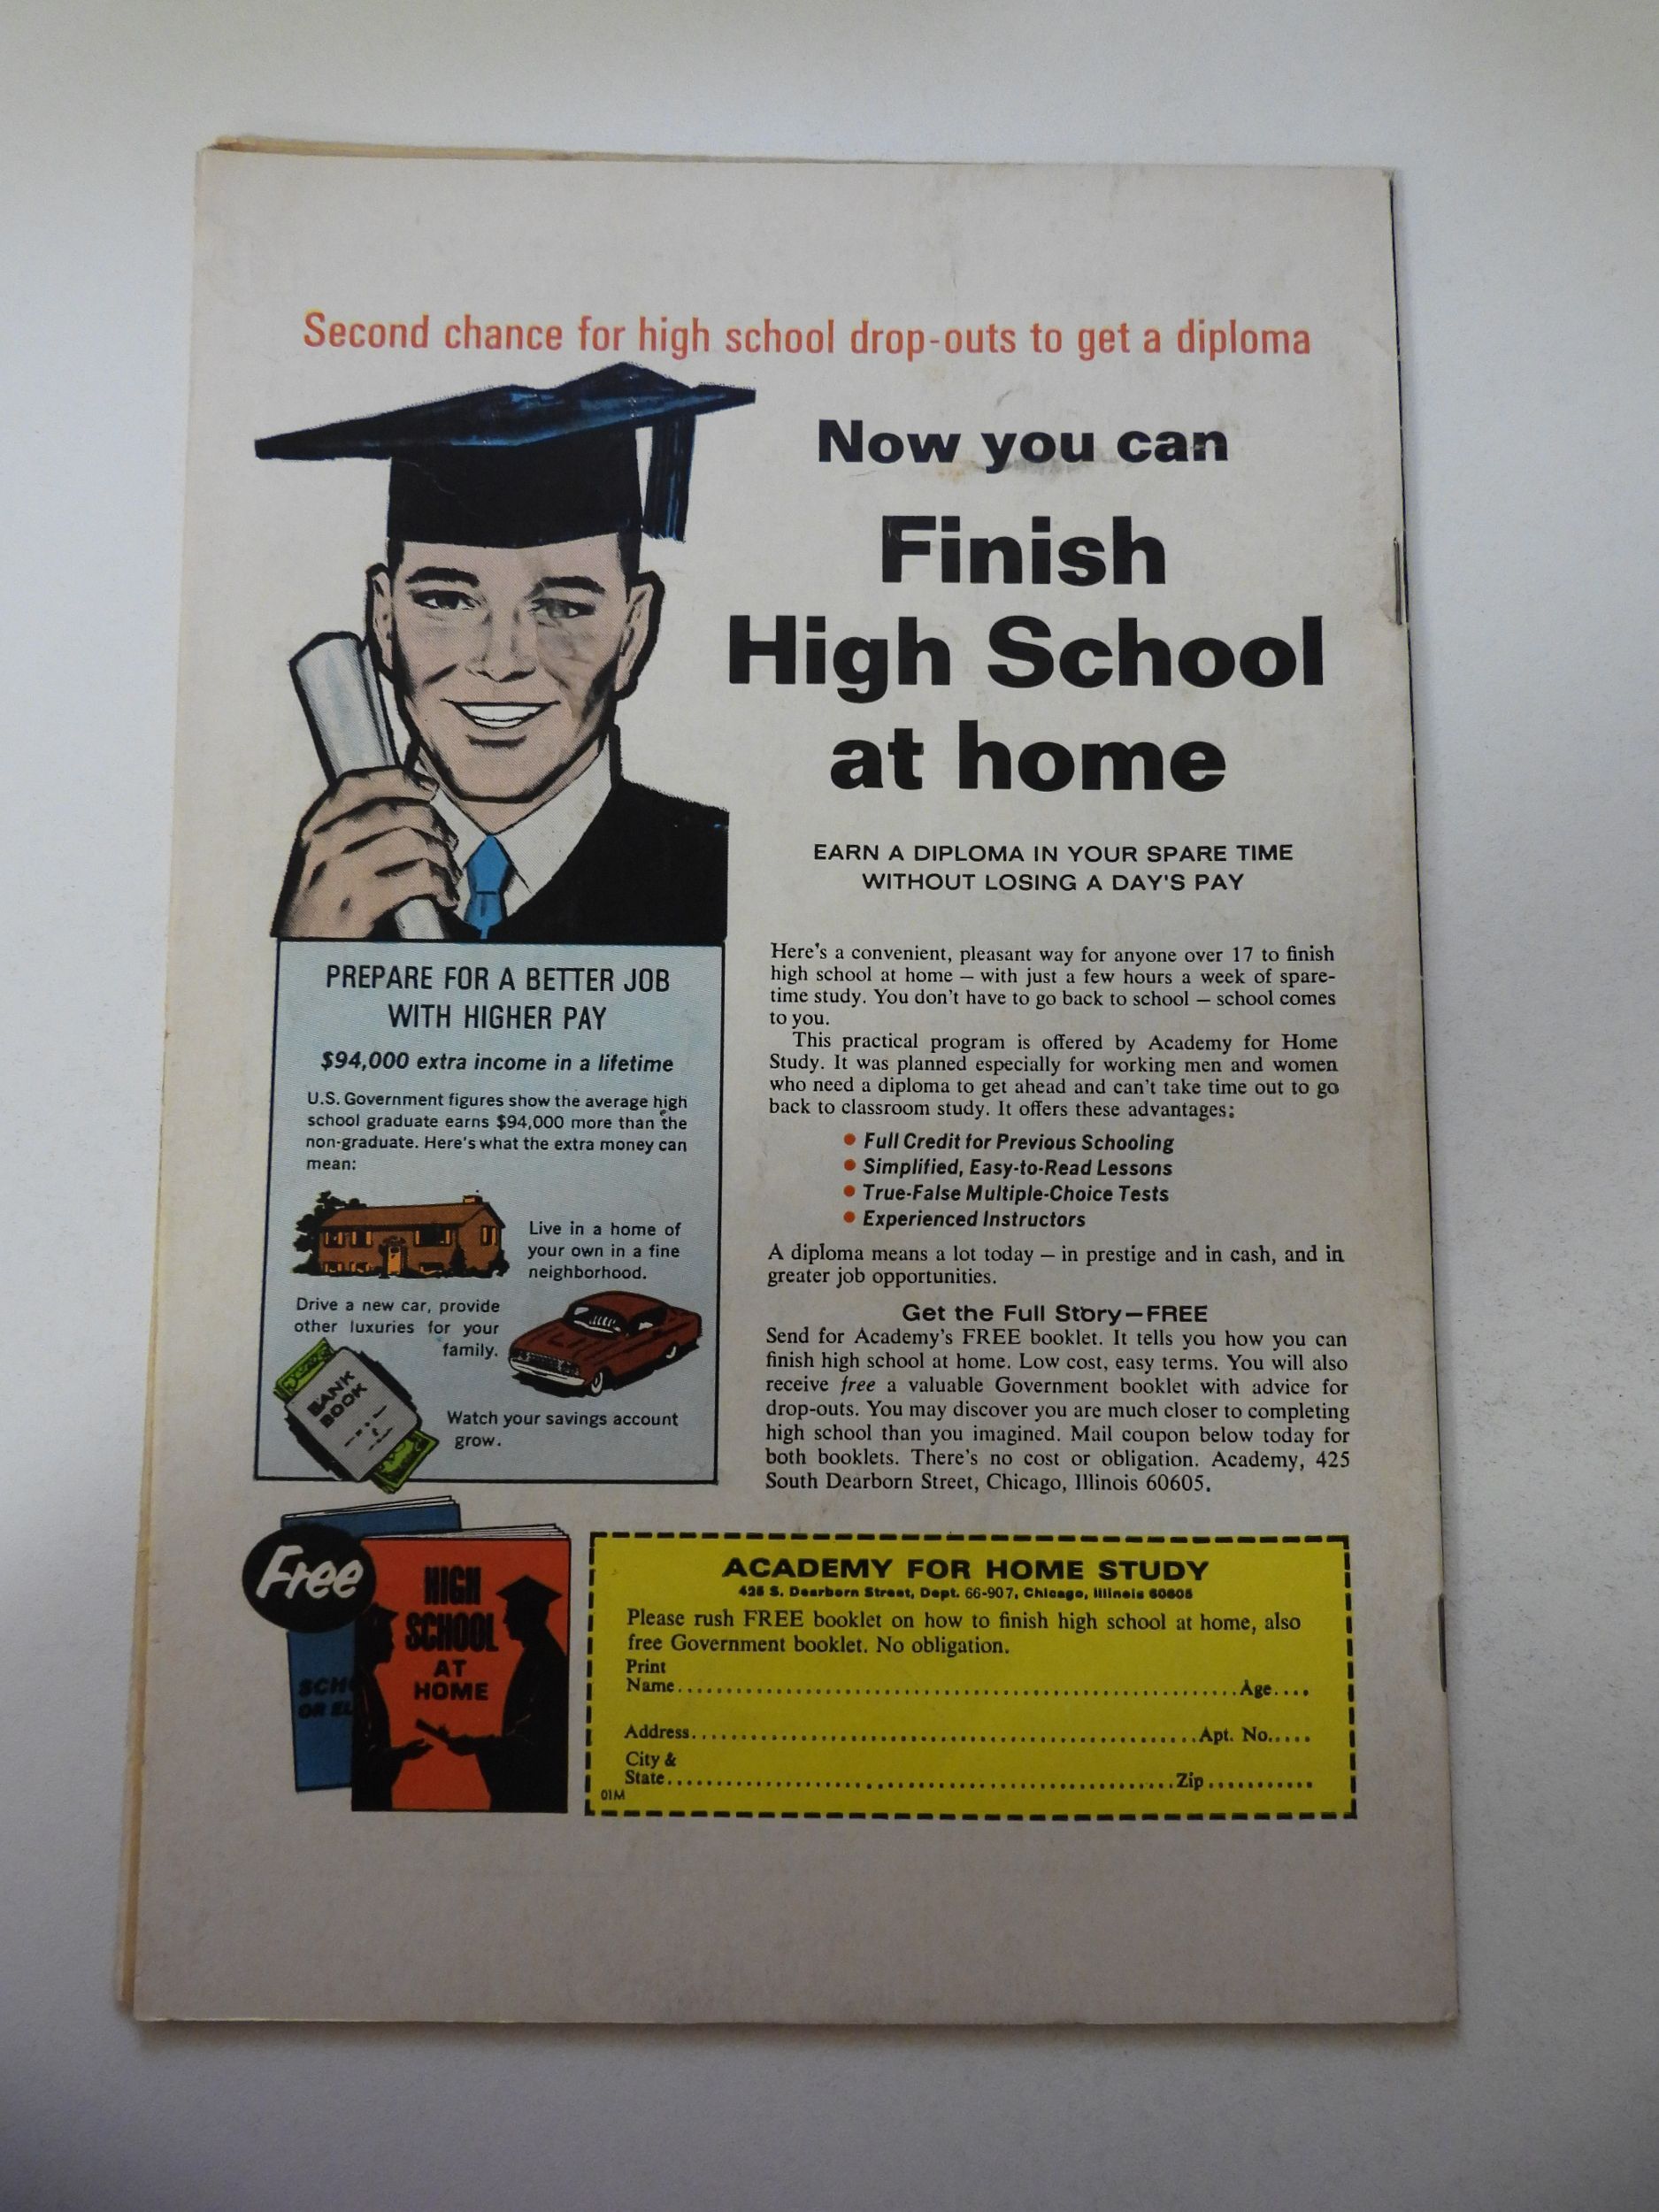 Second chance for high school drop-outs to get a diploma
Now you can
Finish
High School
at home
EARN A DIPLOMA IN YOUR SPARE TIME
WITHOUT LOSING A DAY'S PAY
PREPARE FOR A BETTER JOB
WITH HIGHER PAY
$94,000 extra income in a lifetime
U.S. Government figures show the average high
school graduate earns $94,000 more than the
non-graduate. Here's what the extra money can
mean:
Live in a home of
your own in a fine
neighborhood.
Drive a new car, provide
other luxuries for your
family.
BANK
BOOK
Watch your savings account
grow.
Here's a convenient, pleasant way for anyone over 17 to finish
high school at home – with just a few hours a week of spare-
time study. You don't have to go back to school – school comes
to you.
This practical program is offered by Academy for Home
Study. It was planned especially for working men and women
who need a diploma to get ahead and can't take time out to go
back to classroom study. It offers these advantages:
• Full Credit for Previous Schooling
• Simplified, Easy-to-Read Lessons
• True-False Multiple-Choice Tests
• Experienced Instructors
A diploma means a lot today – in prestige and in cash, and in
greater job opportunities.
Get the Full Story—FREE
Send for Academy's FREE booklet. It tells you how you can
finish high school at home. Low cost, easy terms. You will also
receive free a valuable Government booklet with advice for
drop-outs. You may discover you are much closer to completing
high school than you imagined. Mail coupon below today for
both booklets. There's no cost or obligation. Academy, 425
South Dearborn Street, Chicago, Illinois 60605.
Free
HIGH
SCHOOL
AT
HOME
SCH
OR EL
ACADEMY FOR HOME STUDY
425 S. Dearborn Street, Dept. 66-907, Chicago, Illinois 60605
Please rush FREE booklet on how to finish high school at home, also
free Government booklet. No obligation.
Print
Name........................................................Age....
Address..................................................Apt. No.....
City &
State..................................................Zip...........
01M